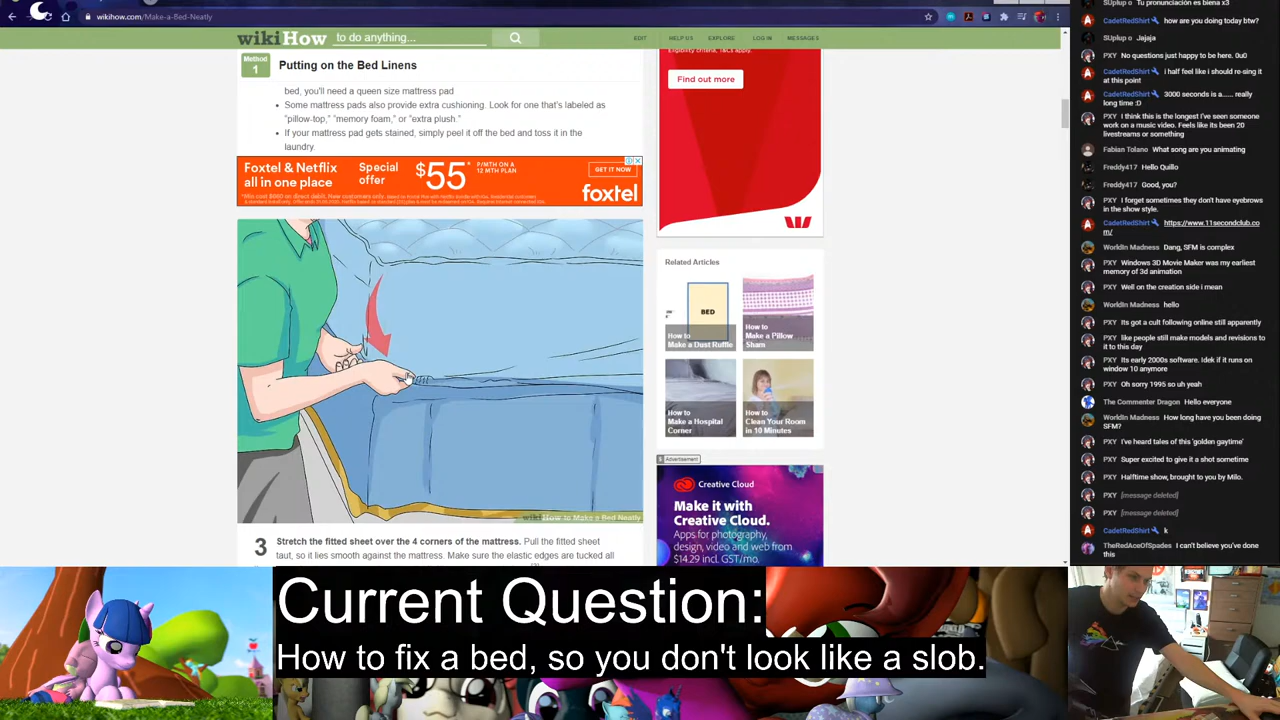 wikihow.com/Make-a-Bed-Neatly
wikiHow to do anything...
EDIT HELP US EXPLORE LOG IN MESSAGES
Method
1
Putting on the Bed Linens
bed, you'll need a queen size mattress pad
Some mattress pads also provide extra cushioning. Look for one that's labeled as
"pillow-top," "memory foam," or "extra plush."
If your mattress pad gets stained, simply peel it off the bed and toss it in the
laundry.
Foxtel & Netflix
all in one place
Special
offer
$55*
P/MTH ON A
12 MTH PLAN
GET IT NOW
foxtel
wikiHow to Make a Bed Neatly
3 Stretch the fitted sheet over the 4 corners of the mattress. Pull the fitted sheet
taut, so it lies smooth against the mattress. Make sure the elastic edges are tucked all
Find out more
Related Articles
BED
How to
Make a Dust Ruffle
How to
Make a Pillow
Sham
How to
Make a Hospital
Corner
How to
Clean Your Room
in 10 Minutes
Advertisement
Creative Cloud
Make it with
Creative Cloud.
Apps for photography,
design, video and web from
$14.29 incl. GST/mo.
SUplup o Tu pronunciación es biena x3
CadetRedShirt how are you doing today btw?
SUplup o Jajaja
PXY No questions just happy to be here. 0u0
CadetRedShirt i half feel like i should re-sing it
at this point
CadetRedShirt 3000 seconds is a...... really
long time :D
PXY I think this is the longest I've seen someone
work on a music video. Feels like its been 20
livestreams or something
Fabian Tolano What song are you animating
Freddy417 Hello Quillo
Freddy417 Good, you?
PXY I forget sometimes they don't have eyebrows
in the show style.
CadetRedShirt https://www.11secondclub.co
m/
WorldIn Madness Dang, SFM is complex
PXY Windows 3D Movie Maker was my earliest
memory of 3d animation
PXY Well on the creation side i mean
WorldIn Madness hello
PXY Its got a cult following online still apparently
PXY like people still make models and revisions to
it to this day
PXY Its early 2000s software. Idek if it runs on
window 10 anymore
PXY Oh sorry 1995 so uh yeah
The Commenter Dragon Hello everyone
WorldIn Madness How long have you been doing
SFM?
PXY I've heard tales of this 'golden gaytime'
PXY Super excited to give it a shot sometime
PXY Halftime show, brought to you by Milo.
PXY [message deleted]
PXY [message deleted]
CadetRedShirt k
TheRedAceOfSpades I can't believe you've done
this
Current Question:
How to fix a bed, so you don't look like a slob.